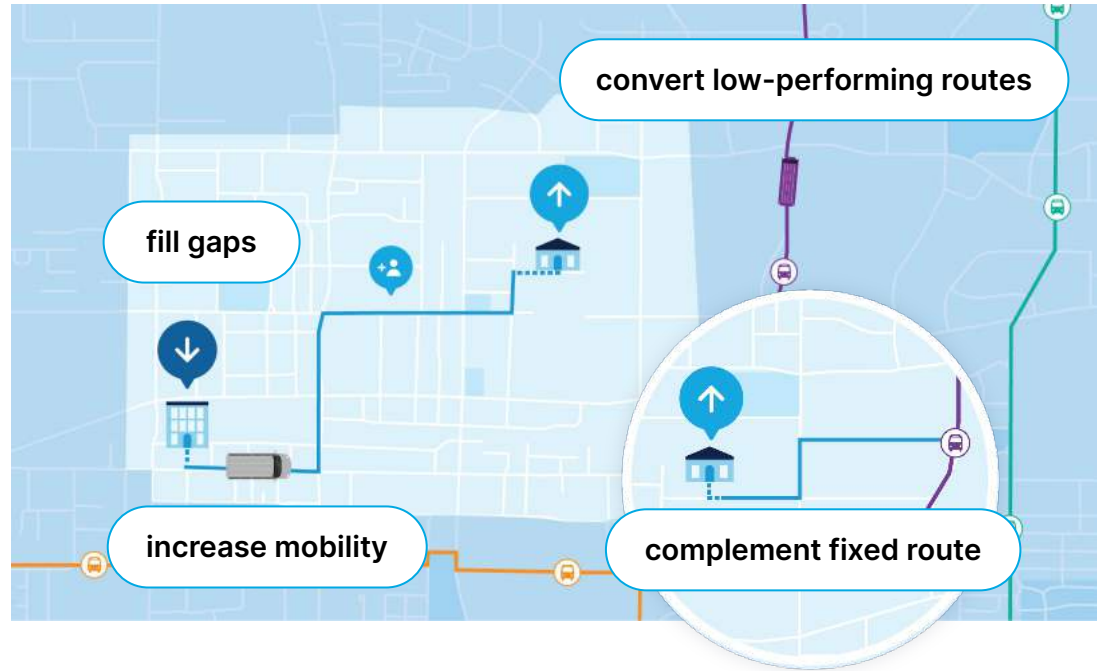 convert low-performing routes
fill gaps
increase mobility
complement fixed route